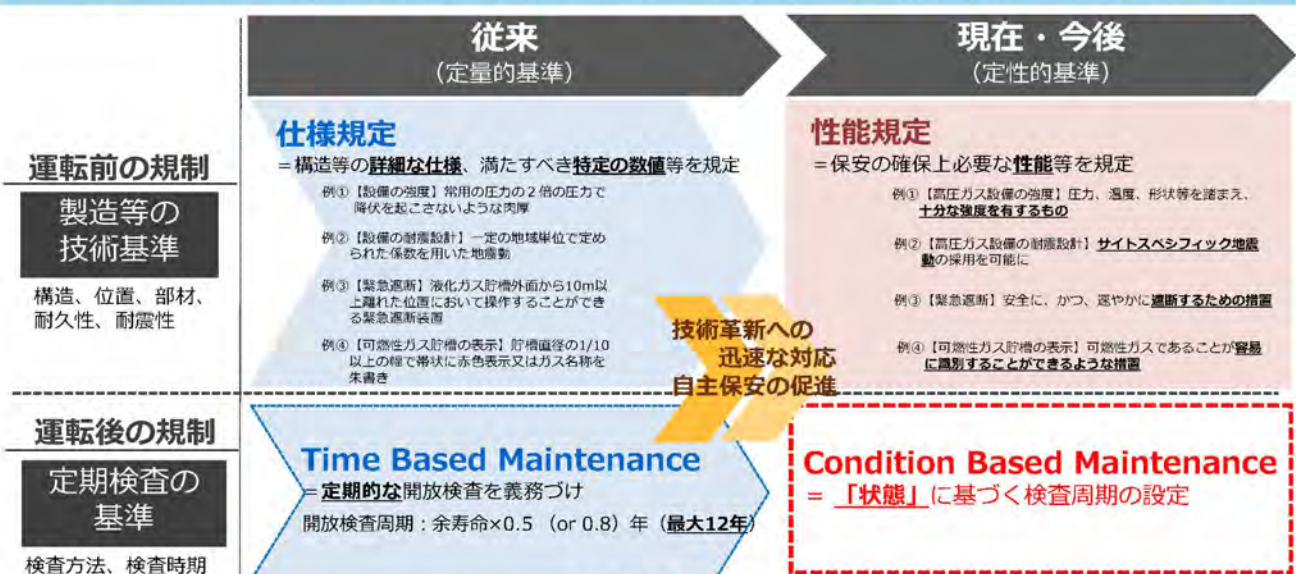 従来
（定量的基準）
現在・今後
（定性的基準）
運転前の規制
製造等の
技術基準
構造、位置、部材、
耐久性、耐震性
仕様規定
＝構造等の詳細な仕様、満たすべき特定の数値等を規定
例①【設備の強度】常用の圧力の２倍の圧力で
降伏を起こさないような肉厚
例②【設備の耐震設計】一定の地域単位で定め
られた係数を用いた地震動
例③【緊急遮断】液化ガス貯槽外面から10m以
上離れた位置において操作することができ
る緊急遮断装置
例④【可燃性ガス貯槽の表示】貯槽直径の1/10
以上の幅で帯状に赤色表示又はガス名称を
朱書き
技術革新への
迅速な対応
自主保安の促進
性能規定
＝保安の確保上必要な性能等を規定
例①【高圧ガス設備の強度】圧力、温度、形状等を踏まえ、
十分な強度を有するもの
例②【高圧ガス設備の耐震設計】サイトスペシフィック地震
動の採用を可能に
例③【緊急遮断】安全に、かつ、速やかに遮断するための措置
例④【可燃性ガス貯槽の表示】可燃性ガスであることが容易
に識別することができるような措置
運転後の規制
定期検査の
基準
検査方法、検査時期
Time Based Maintenance
＝定期的な開放検査を義務づけ
開放検査周期：余寿命×0.5 （or 0.8）年（最大12年）
Condition Based Maintenance
＝ 「状態」に基づく検査周期の設定